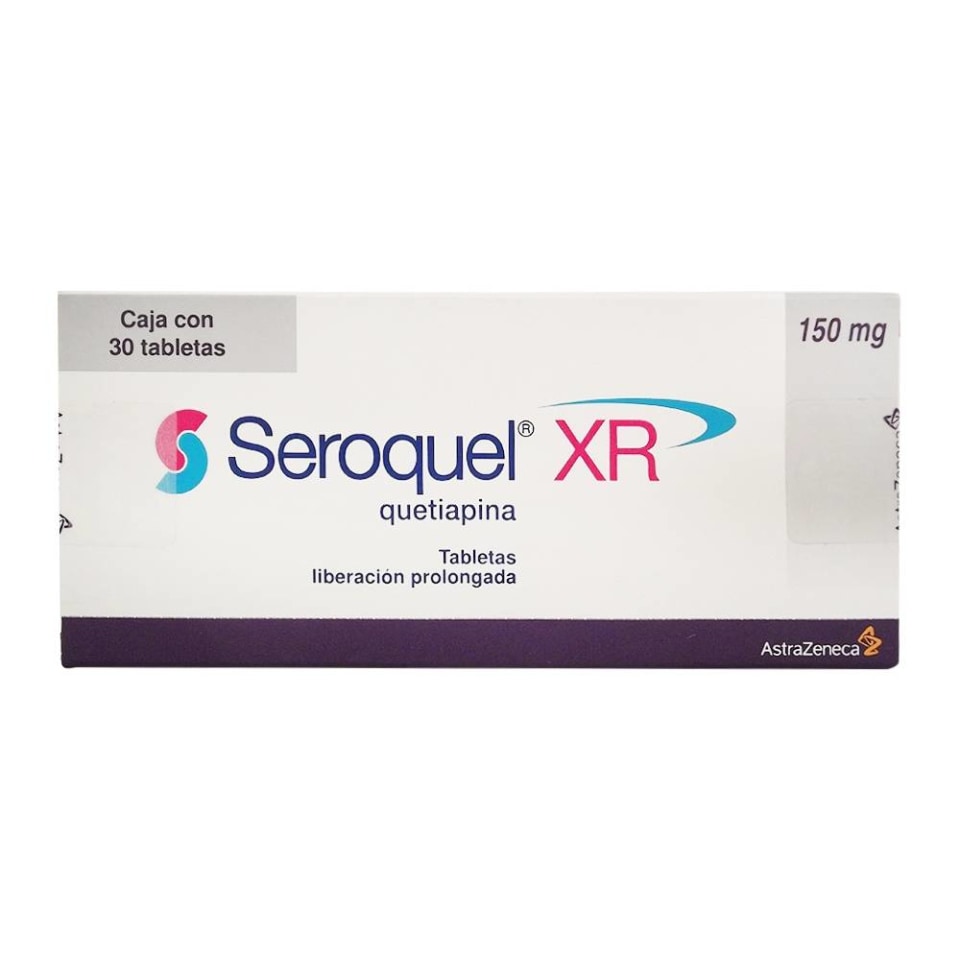 Caja con
30 tabletas
150 mg
Seroquel® XR
quetiapina
Tabletas
liberación prolongada
AstraZeneca